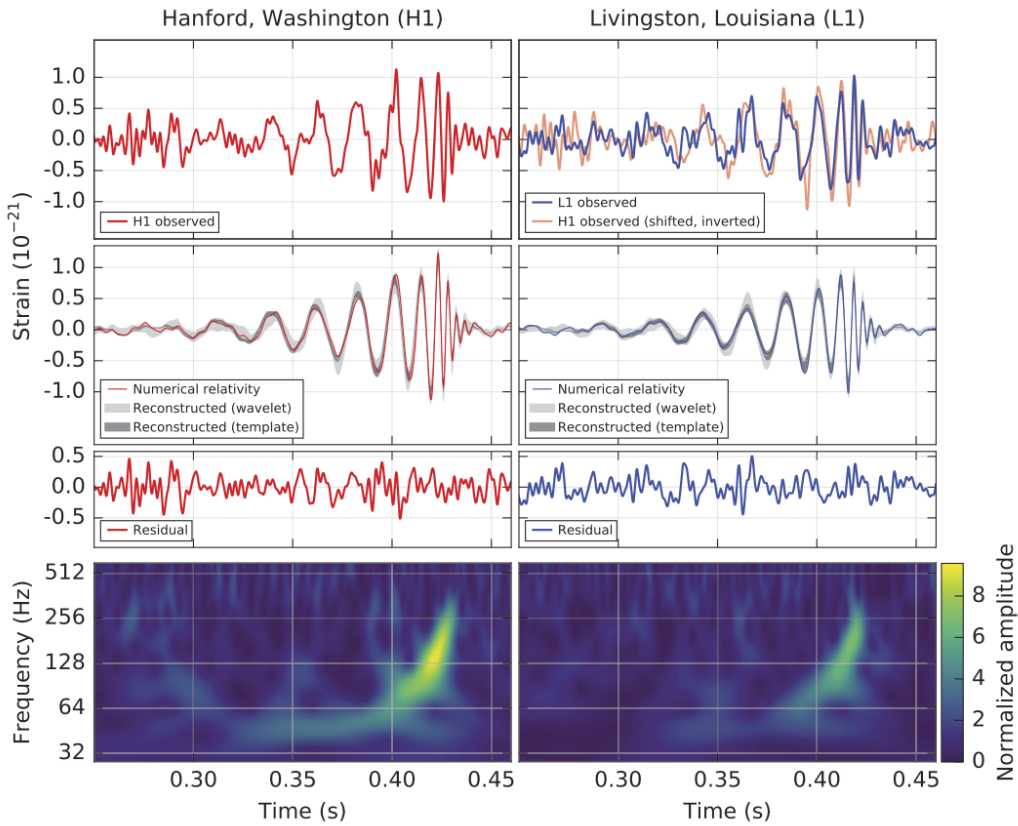 Hanford, Washington (H1)
Livingston, Louisiana (L1)
Strain (10⁻²¹)
1.0
0.5
0.0
-0.5
-1.0
H1 observed
L1 observed
H1 observed (shifted, inverted)
1.0
0.5
0.0
-0.5
-1.0
Numerical relativity
Reconstructed (wavelet)
Reconstructed (template)
Numerical relativity
Reconstructed (wavelet)
Reconstructed (template)
0.5
0.0
-0.5
Residual
Residual
Frequency (Hz)
512
256
128
64
32
0.30
0.35
0.40
0.45
Time (s)
0.30
0.35
0.40
0.45
Time (s)
8
6
4
2
0
Normalized amplitude